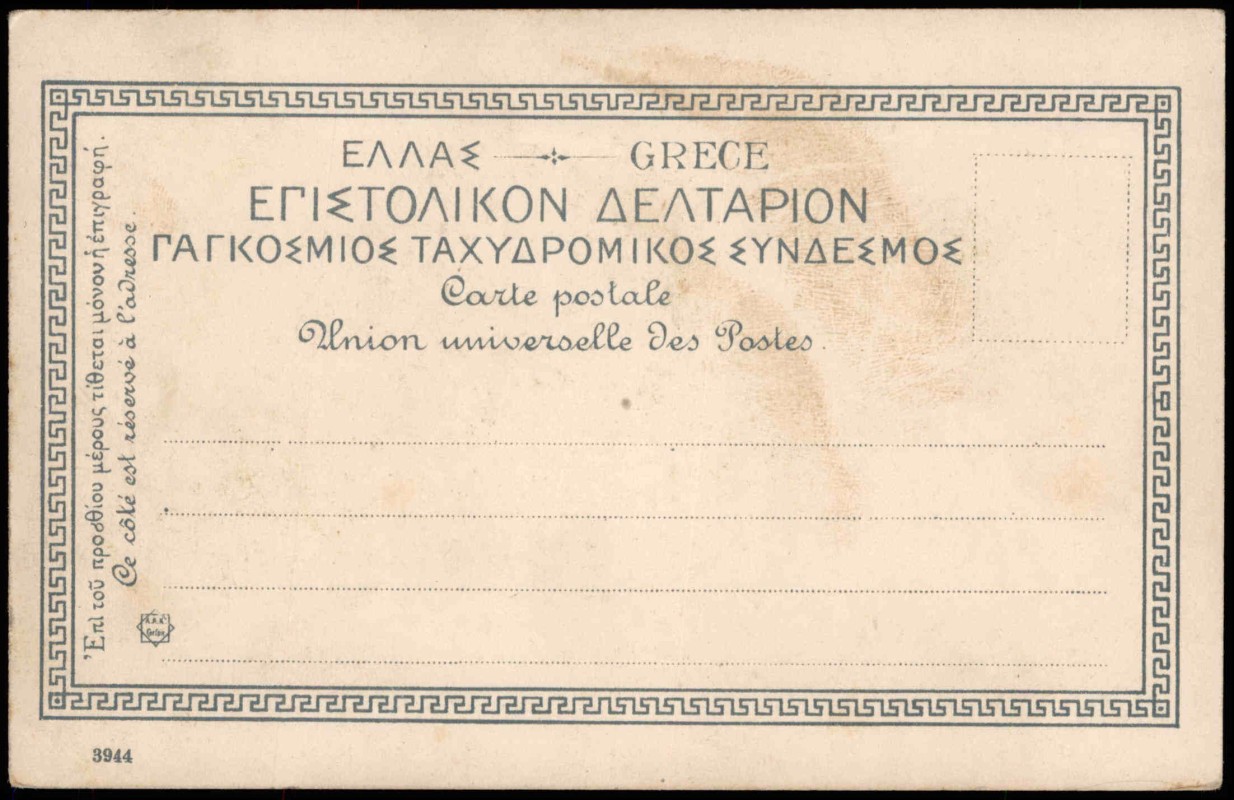 ΕΛΛΑΣ GRECE
ΕΠΙΣΤΟΛΙΚΟΝ ΔΕΛΤΑΡΙΟΝ
ΠΑΓΚΟΣΜΙΟΣ ΤΑΧΥΔΡΟΜΙΚΟΣ ΣΥΝΔΕΣΜΟΣ
Carte postale
Union universelle des Postes.
Ἐπὶ τοῦ προσθίου μέρους τίθεται μόνον ἡ ἐπιγραφή.
Ce côté est réservé à l'adresse.
3944